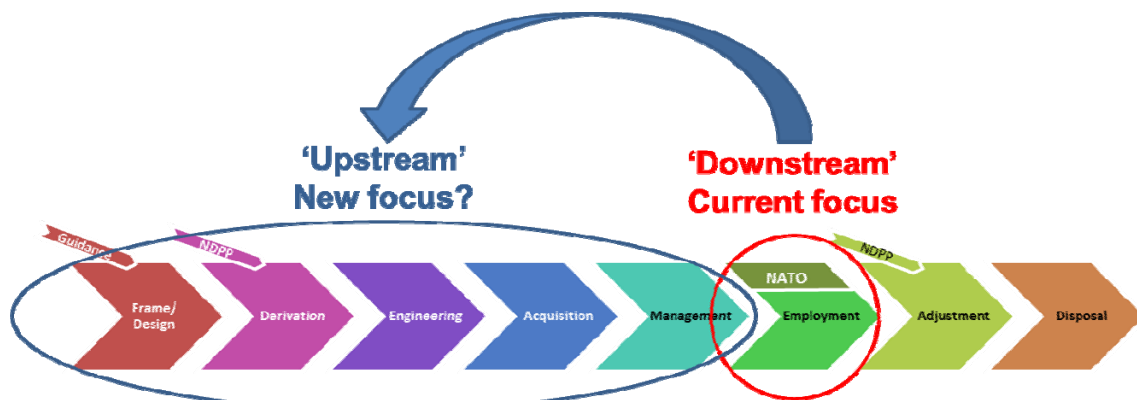 ‘Upstream’
New focus?
‘Downstream’
Current focus
Guidance
NDPP
NDPP
NATO
Frame/
Design
Derivation
Engineering
Acquisition
Management
Employment
Adjustment
Disposal